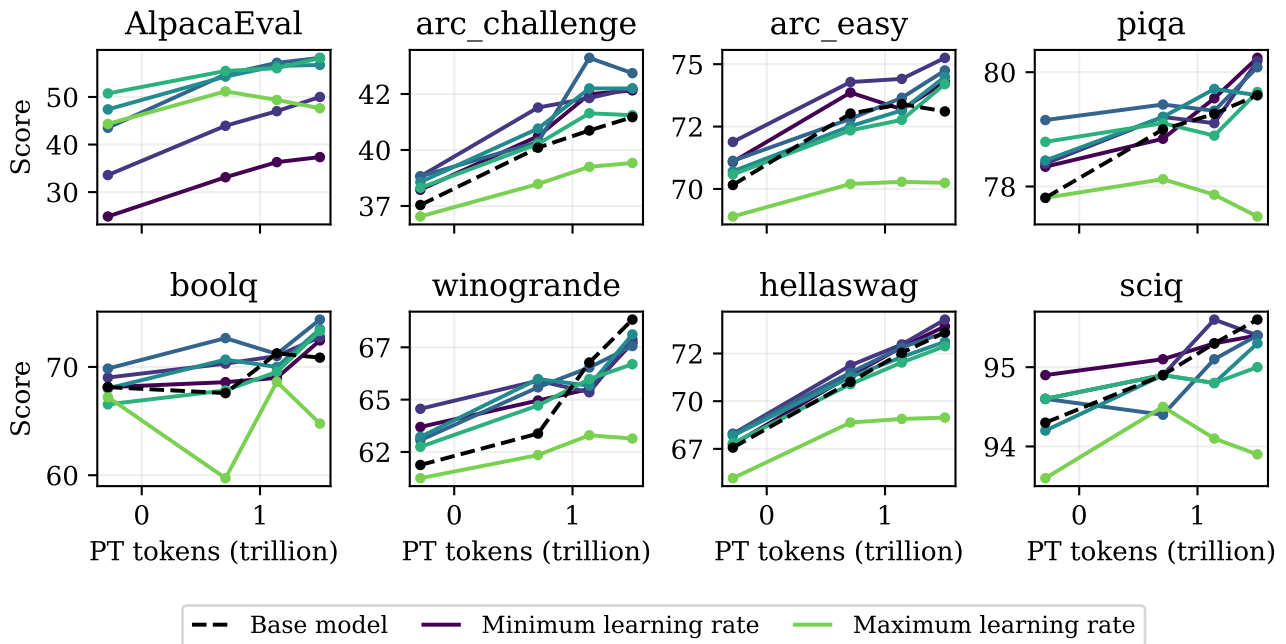 AlpacaEval
arc_challenge
arc_easy
piqa
Score
50
40
30
42
40
37
75
72
70
80
78
0
1
0
1
0
1
0
1
boolq
winogrande
hellaswag
sciq
Score
70
60
67
65
62
72
70
67
95
94
PT tokens (trillion)
PT tokens (trillion)
PT tokens (trillion)
PT tokens (trillion)
Base model
Minimum learning rate
Maximum learning rate